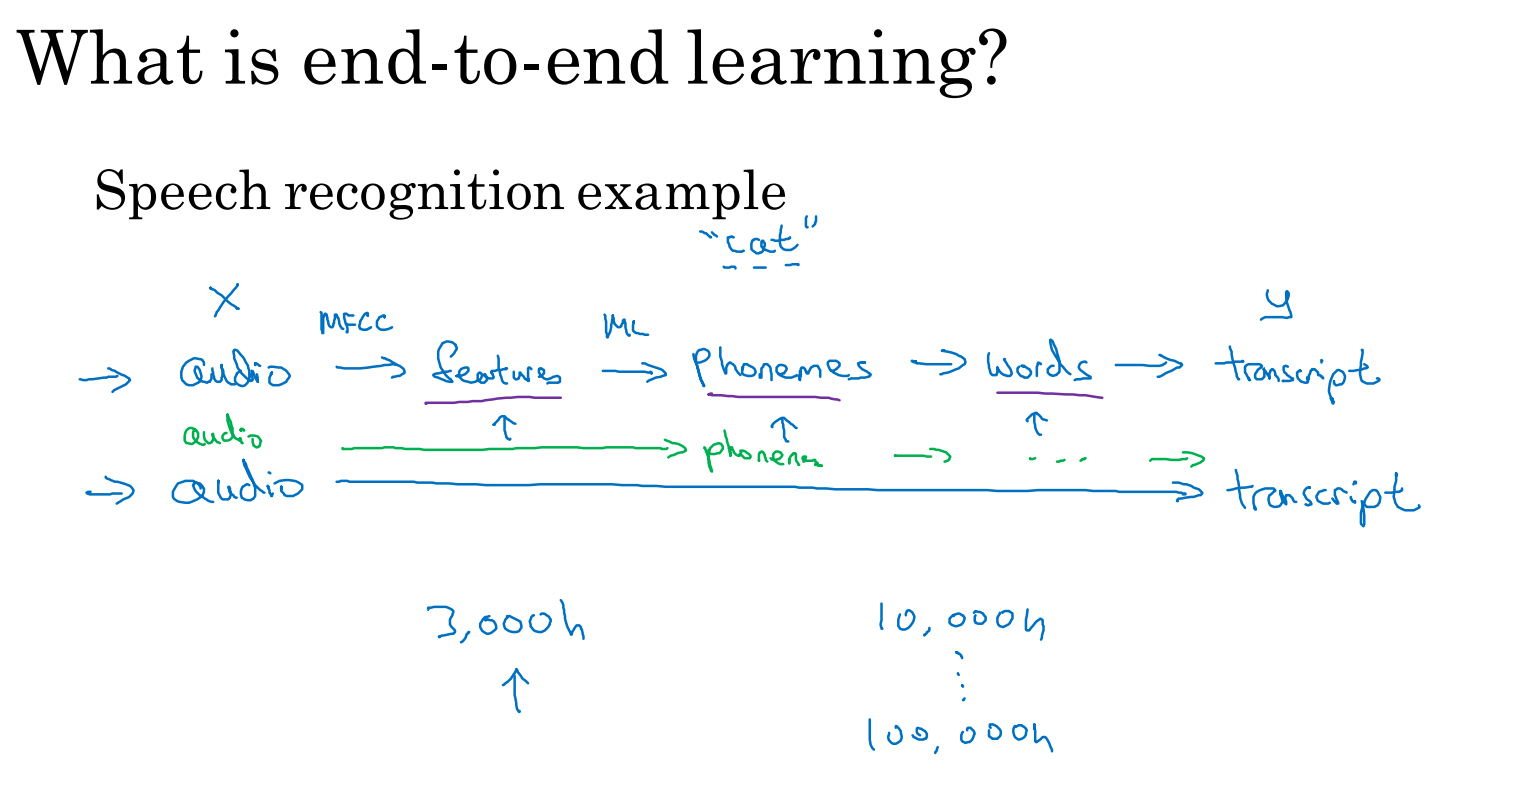 What is end-to-end learning?
Speech recognition example
"cat"
X MFCC ML y
→ audio → features → phonemes → words → transcript
↑ ↑ ↑
audio → phonemes → ... →
→ audio → transcript
3,000h 10,000h
↑ ⋮
100,000h